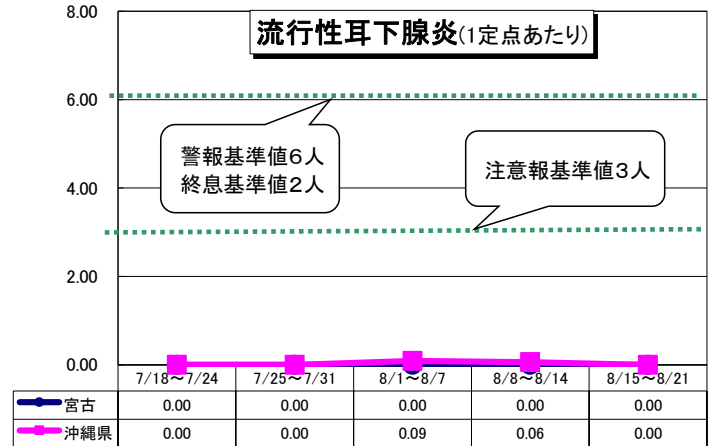 流行性耳下腺炎(1定点あたり)
8.00
6.00
4.00
2.00
0.00
警報基準値6人
終息基準値2人
注意報基準値3人
7/18～7/24 7/25～7/31 8/1～8/7 8/8～8/14 8/15～8/21
宮古 0.00 0.00 0.00 0.00 0.00
沖縄県 0.00 0.00 0.09 0.06 0.00